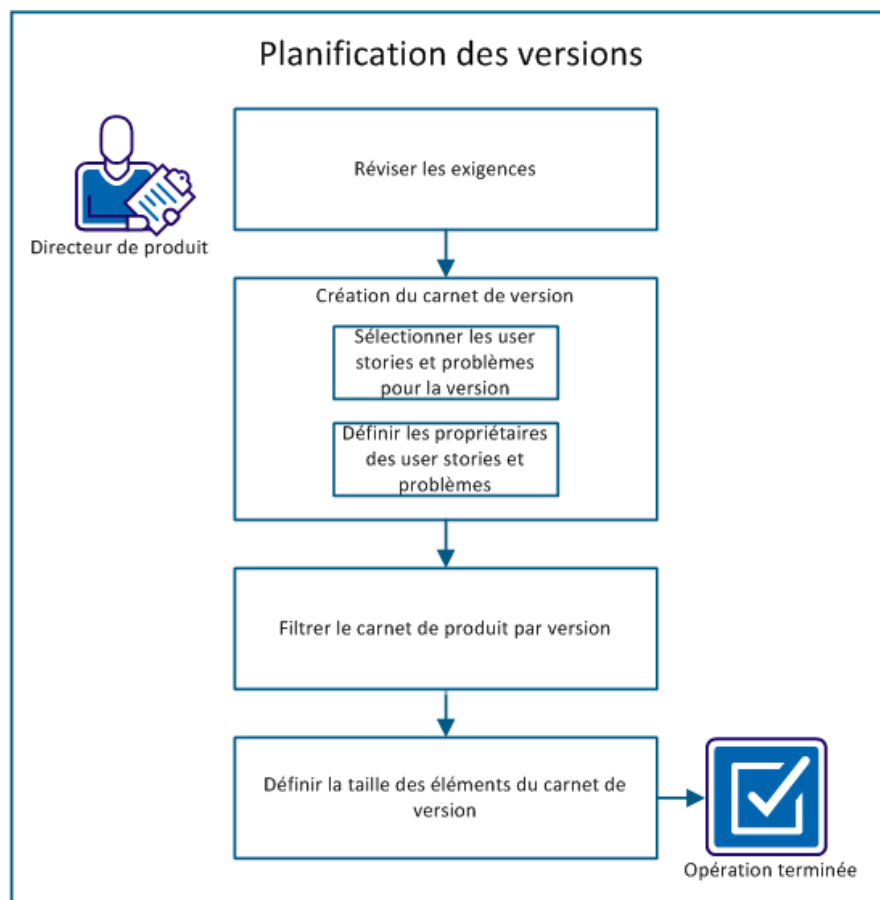 Planification des versions
Réviser les exigences
Directeur de produit
Création du carnet de version
Sélectionner les user
stories et problèmes
pour la version
Définir les propriétaires
des user stories et
problèmes
Filtrer le carnet de produit par version
Définir la taille des éléments du carnet de
version
Opération terminée